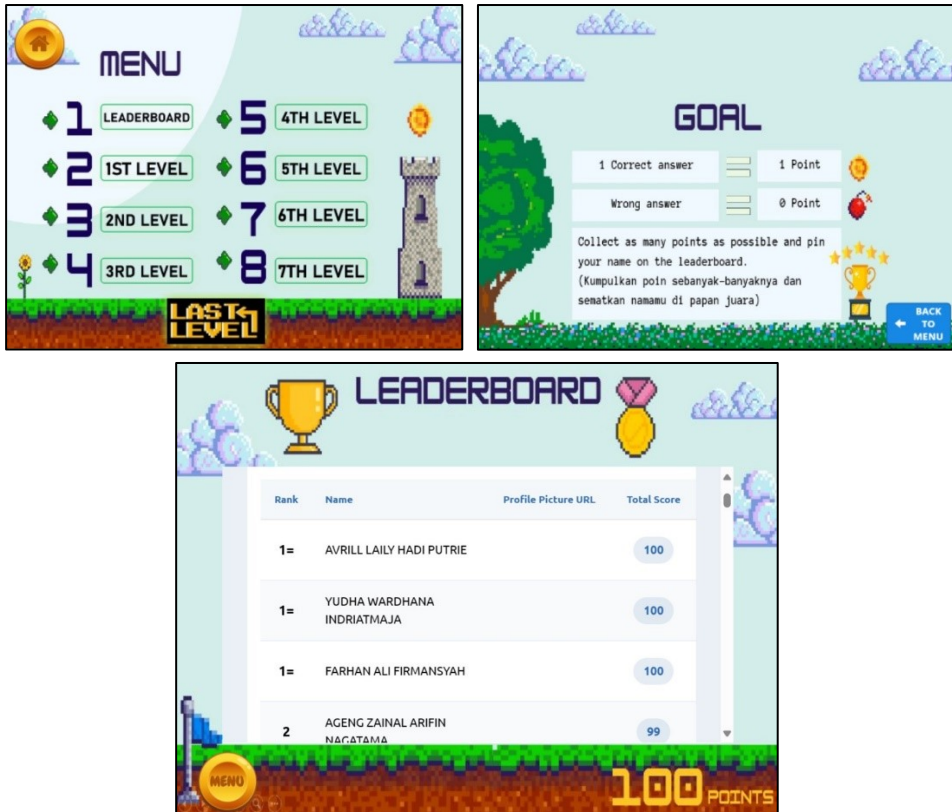 MENU
1 LEADERBOARD
2 1ST LEVEL
3 2ND LEVEL
4 3RD LEVEL
5 4TH LEVEL
6 5TH LEVEL
7 6TH LEVEL
8 7TH LEVEL
LAST
LEVEL
GOAL
1 Correct answer = 1 Point
Wrong answer = 0 Point
Collect as many points as possible and pin
your name on the leaderboard.
(Kumpulkan poin sebanyak-banyaknya dan
sematkan namamu di papan juara)
BACK
TO
MENU
LEADERBOARD
Rank Name Profile Picture URL Total Score
1= AVRILL LAILY HADI PUTRIE 100
1= YUDHA WARDHANA
INDRIATMAJA 100
1= FARHAN ALI FIRMANSYAH 100
2 AGENG ZAINAL ARIFIN
NAGATAMA 99
MENU
100 POINTS